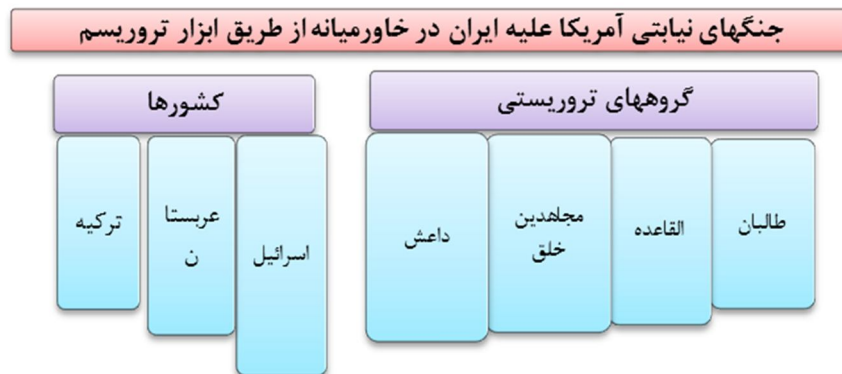 جنگهای نیابتی آمریکا علیه ایران در خاورمیانه از طریق ابزار تروریسم
گروههای تروریستی
طالبان
القاعده
مجاهدین
خلق
داعش
کشورها
اسرائیل
عربستا
ن
ترکیه